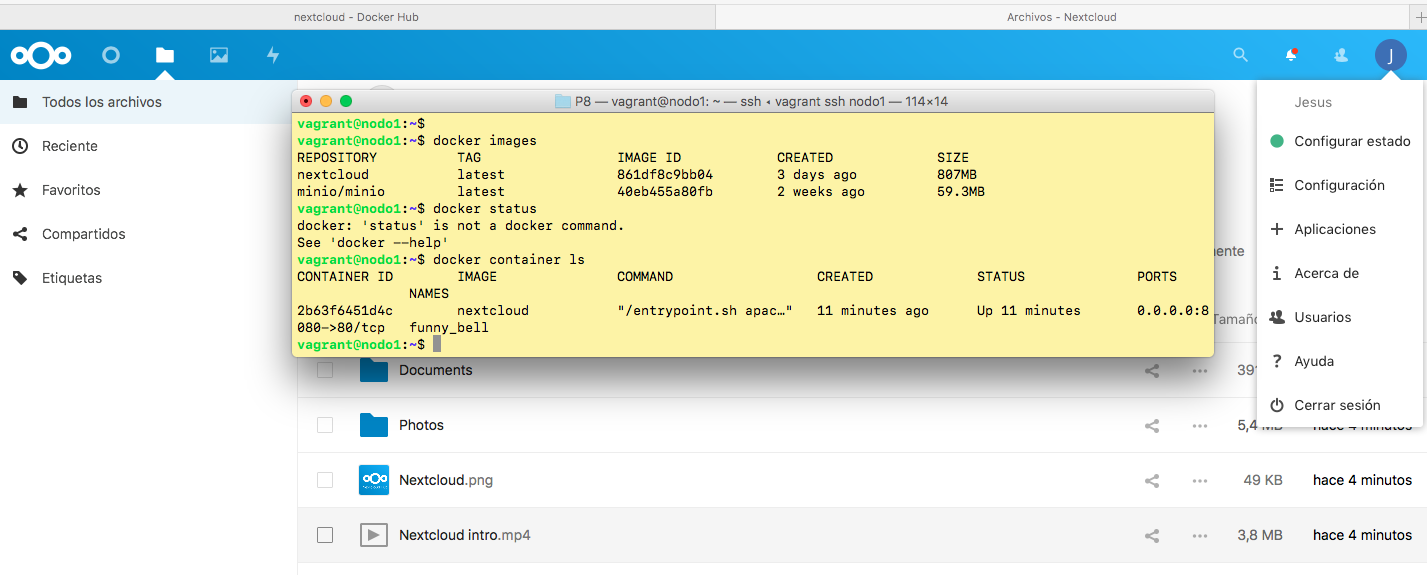 nextcloud - Docker Hub
Archivos - Nextcloud
J
Todos los archivos
Reciente
Favoritos
Compartidos
Etiquetas
P8 — vagrant@nodo1: ~ — ssh ◂ vagrant ssh nodo1 — 114×14
vagrant@nodo1:~$
vagrant@nodo1:~$ docker images
REPOSITORY TAG IMAGE ID CREATED SIZE
nextcloud latest 861df8c9bb04 3 days ago 807MB
minio/minio latest 40eb455a80fb 2 weeks ago 59.3MB
vagrant@nodo1:~$ docker status
docker: 'status' is not a docker command.
See 'docker --help'
vagrant@nodo1:~$ docker container ls
CONTAINER ID IMAGE COMMAND CREATED STATUS PORTS
NAMES
2b63f6451d4c nextcloud "/entrypoint.sh apac…" 11 minutes ago Up 11 minutes 0.0.0.0:8
080->80/tcp funny_bell
vagrant@nodo1:~$
Jesus
Configurar estado
Configuración
Aplicaciones
Acerca de
Usuarios
Ayuda
Cerrar sesión
Documents
Photos 5,4 MB hace 4 minutos
Nextcloud.png 49 KB hace 4 minutos
Nextcloud intro.mp4 3,8 MB hace 4 minutos